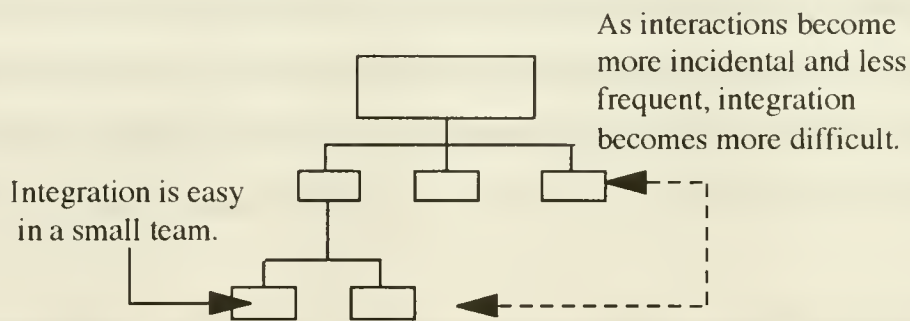 As interactions become
more incidental and less
frequent, integration
becomes more difficult.
Integration is easy
in a small team.